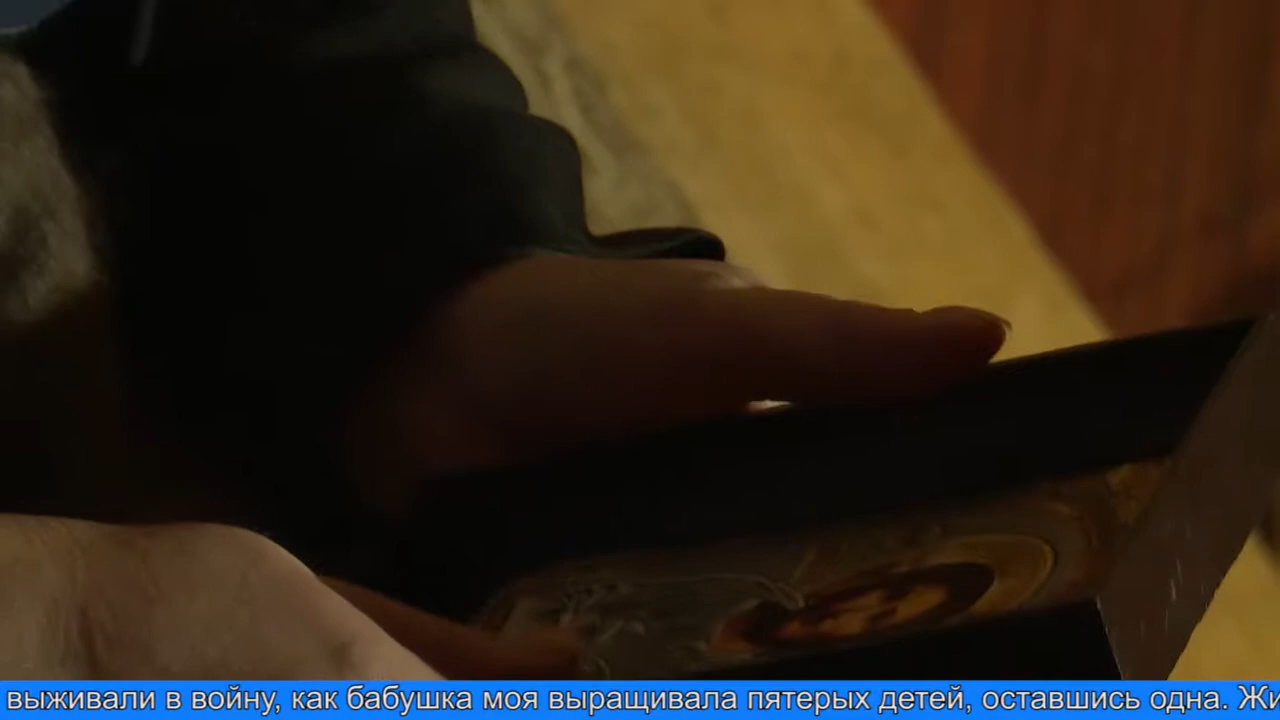 выживали в войну, как бабушка моя выращивала пятерых детей, оставшись одна.